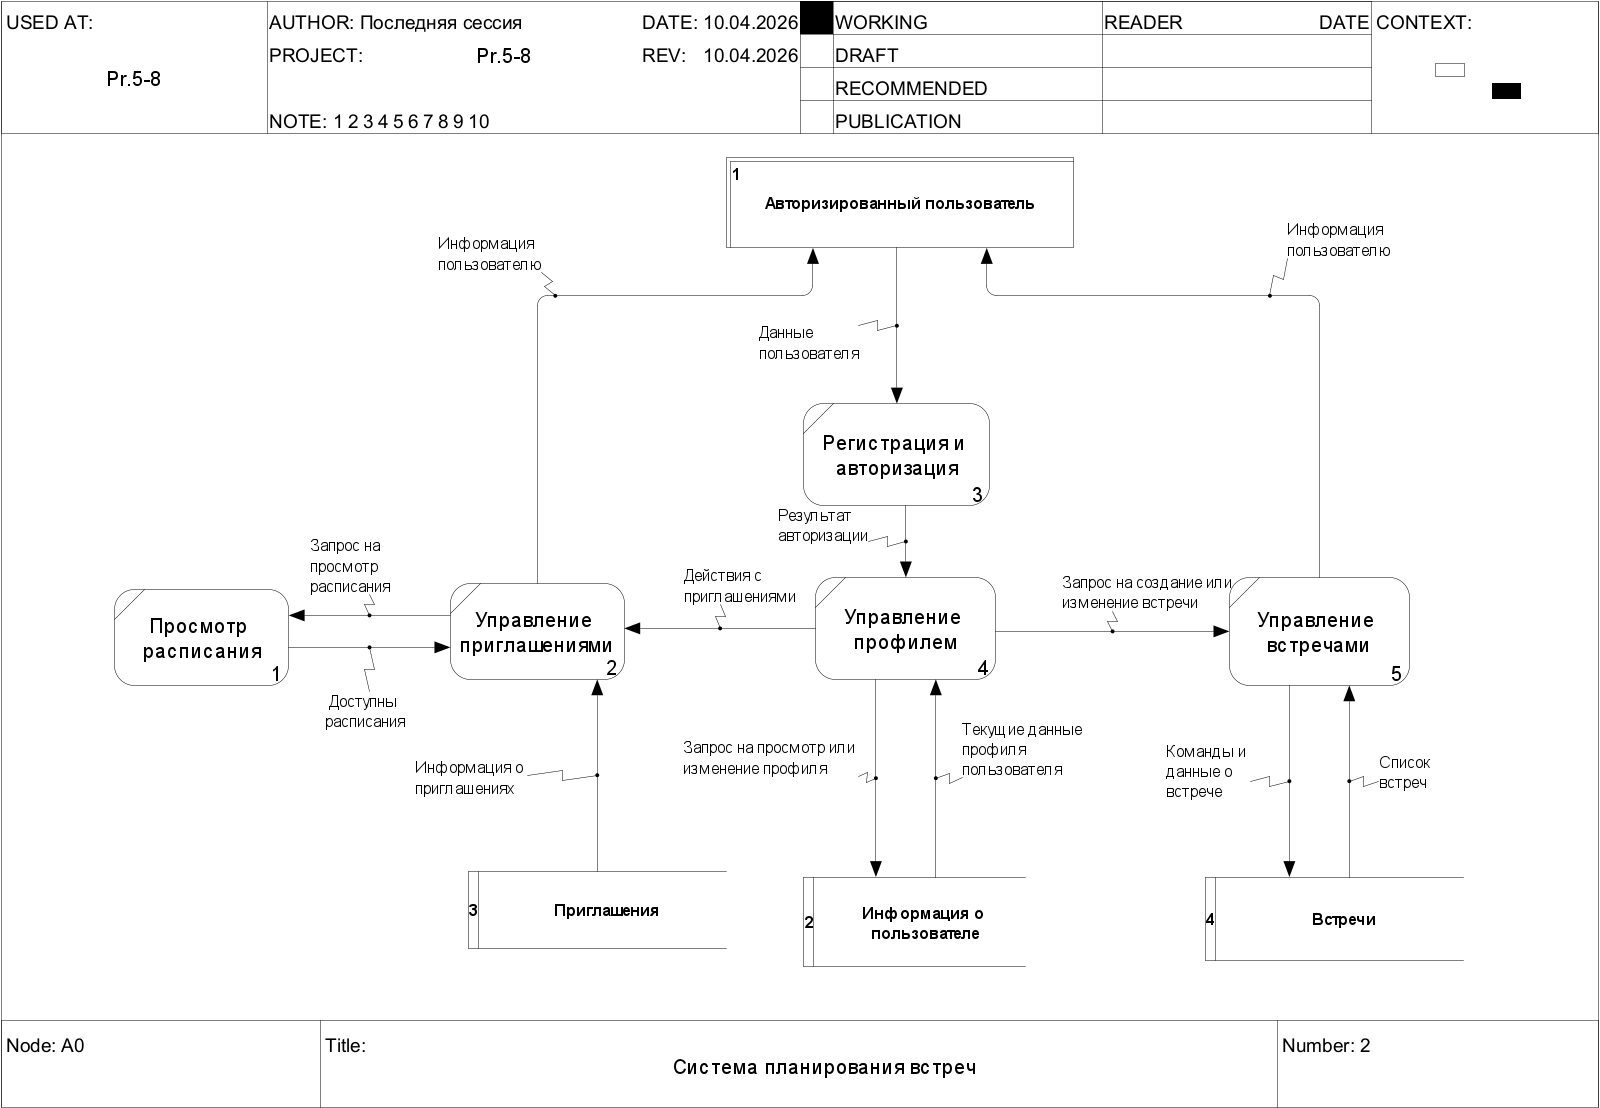 USED AT:
Pr.5-8
AUTHOR: Последняя сессия
DATE: 10.04.2026
PROJECT:
Pr.5-8
REV: 10.04.2026
NOTE: 1 2 3 4 5 6 7 8 9 10
WORKING
DRAFT
RECOMMENDED
PUBLICATION
READER
DATE
CONTEXT:
1
Авторизированный пользователь
Информация
пользователю
Информация
пользователю
Данные
пользователя
Регистрация и
авторизация
3
Результат
авторизации
Запрос на
просмотр
расписания
Действия с
приглашениями
Запрос на создание или
изменение встречи
Просмотр
расписания
1
Управление
приглашениями
2
Управление
профилем
4
Управление
встречами
5
Доступны
расписания
Информация о
приглашениях
Запрос на просмотр или
изменение профиля
Текущие данные
профиля
пользователя
Команды и
данные о
встрече
Список
встреч
3
Приглашения
2
Информация о
пользователе
4
Встречи
Node: A0
Title:
Система планирования встреч
Number: 2